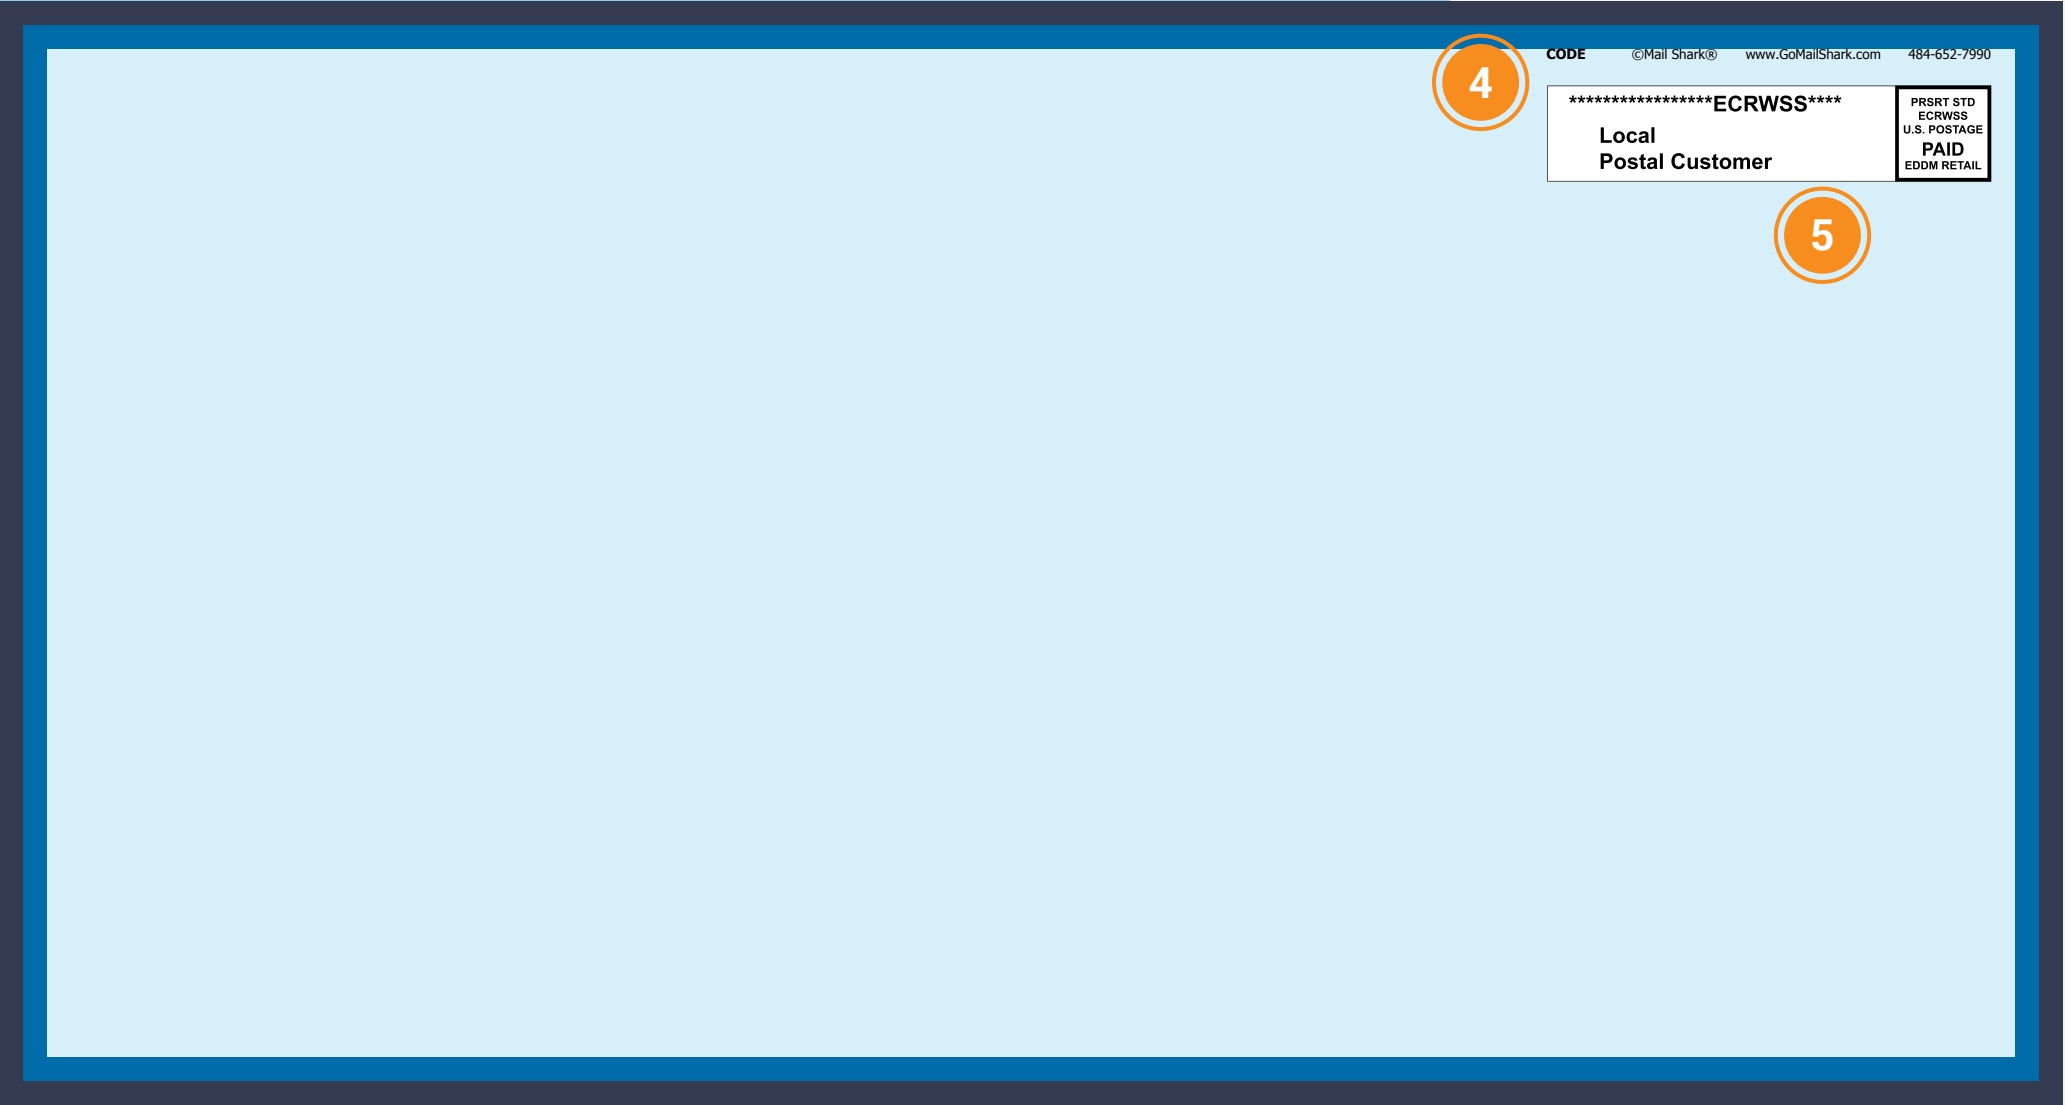 4
CODE ©Mail Shark® www.GoMailShark.com 484-652-7990
*****************ECRWSS****
Local
Postal Customer
PRSRT STD
ECRWSS
U.S. POSTAGE
PAID
EDDM RETAIL
5